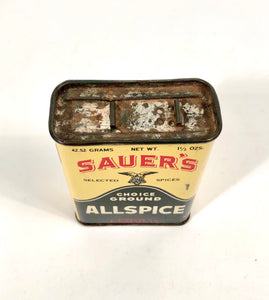 42.52 GRAMS NET WT. 1½ OZS.
SAUER'S
SELECTED SPICES
CHOICE
GROUND
ALLSPICE